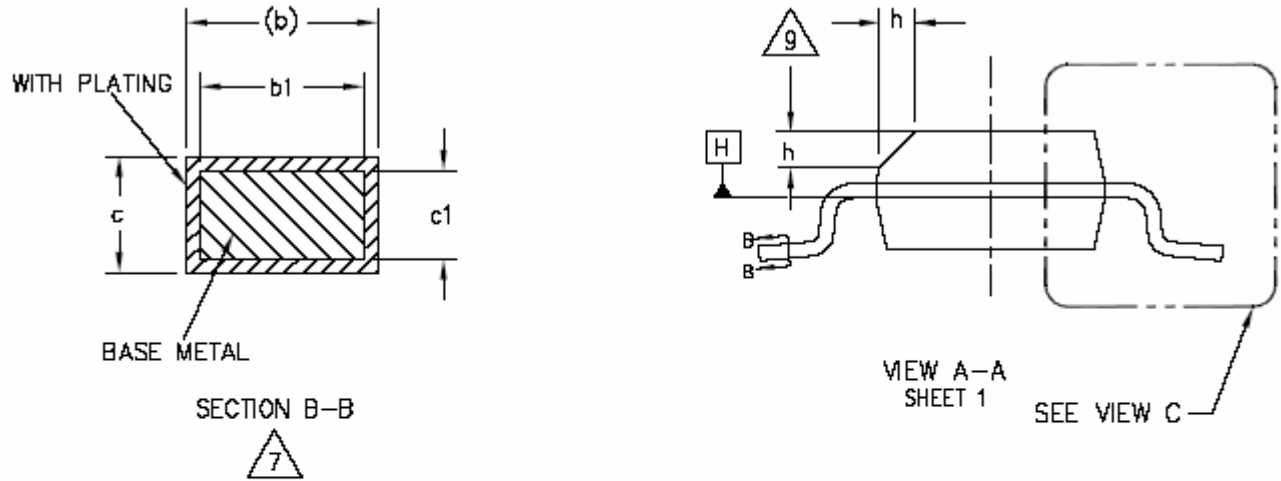 (b)
b1
WITH PLATING
c
c1
BASE METAL
SECTION B-B
7
9
h
H
h
B
B
VIEW A-A
SHEET 1
SEE VIEW C